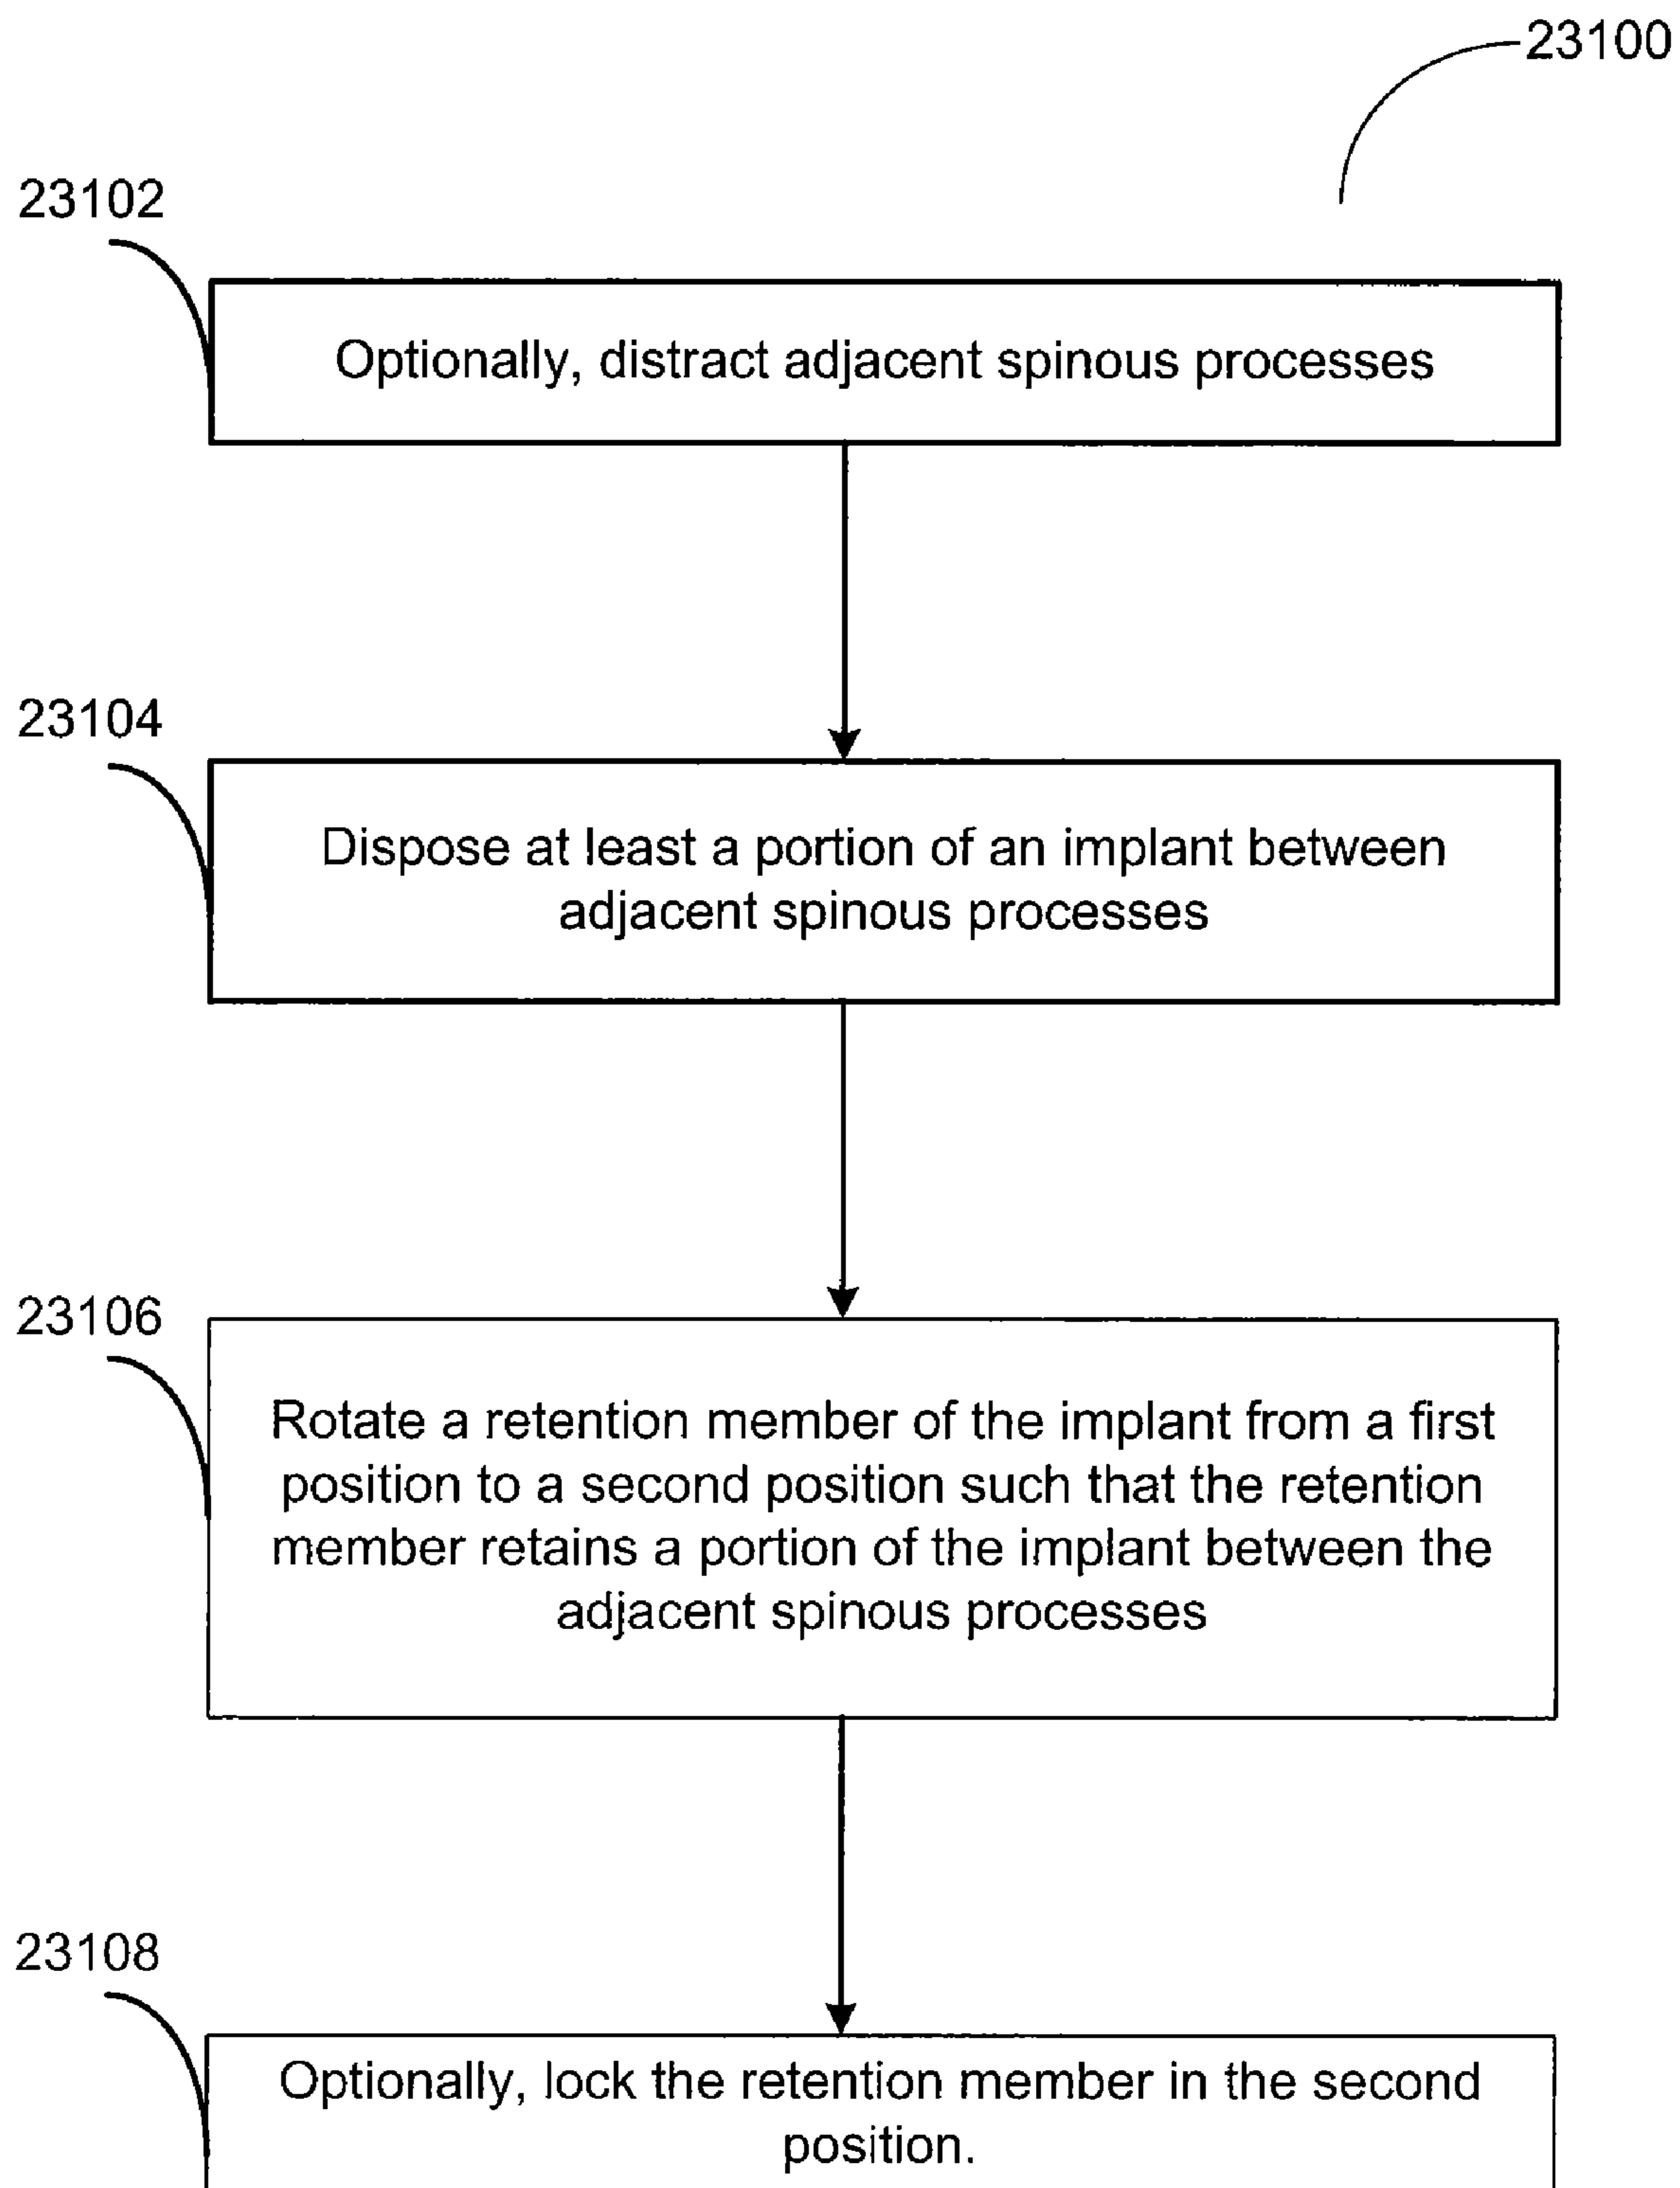 23100
23102
Optionally, distract adjacent spinous processes
23104
Dispose at least a portion of an implant between
adjacent spinous processes
23106
Rotate a retention member of the implant from a first
position to a second position such that the retention
member retains a portion of the implant between the
adjacent spinous processes
23108
Optionally, lock the retention member in the second
position.